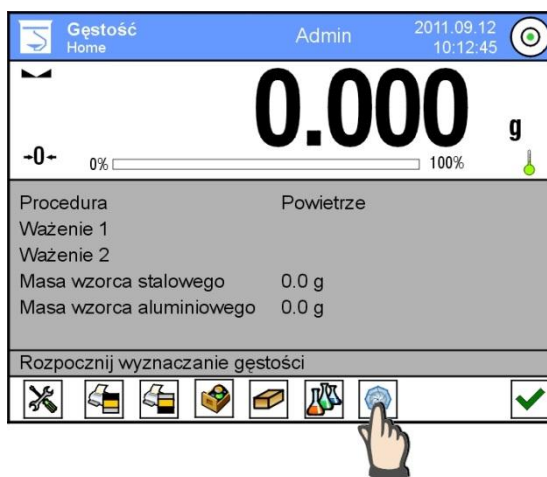 Gęstość
Home
Admin
2011.09.12
10:12:45
0.000
g
→0←
0%
100%
Procedura Powietrze
Ważenie 1
Ważenie 2
Masa wzorca stalowego 0.0 g
Masa wzorca aluminiowego 0.0 g
Rozpocznij wyznaczanie gęstości